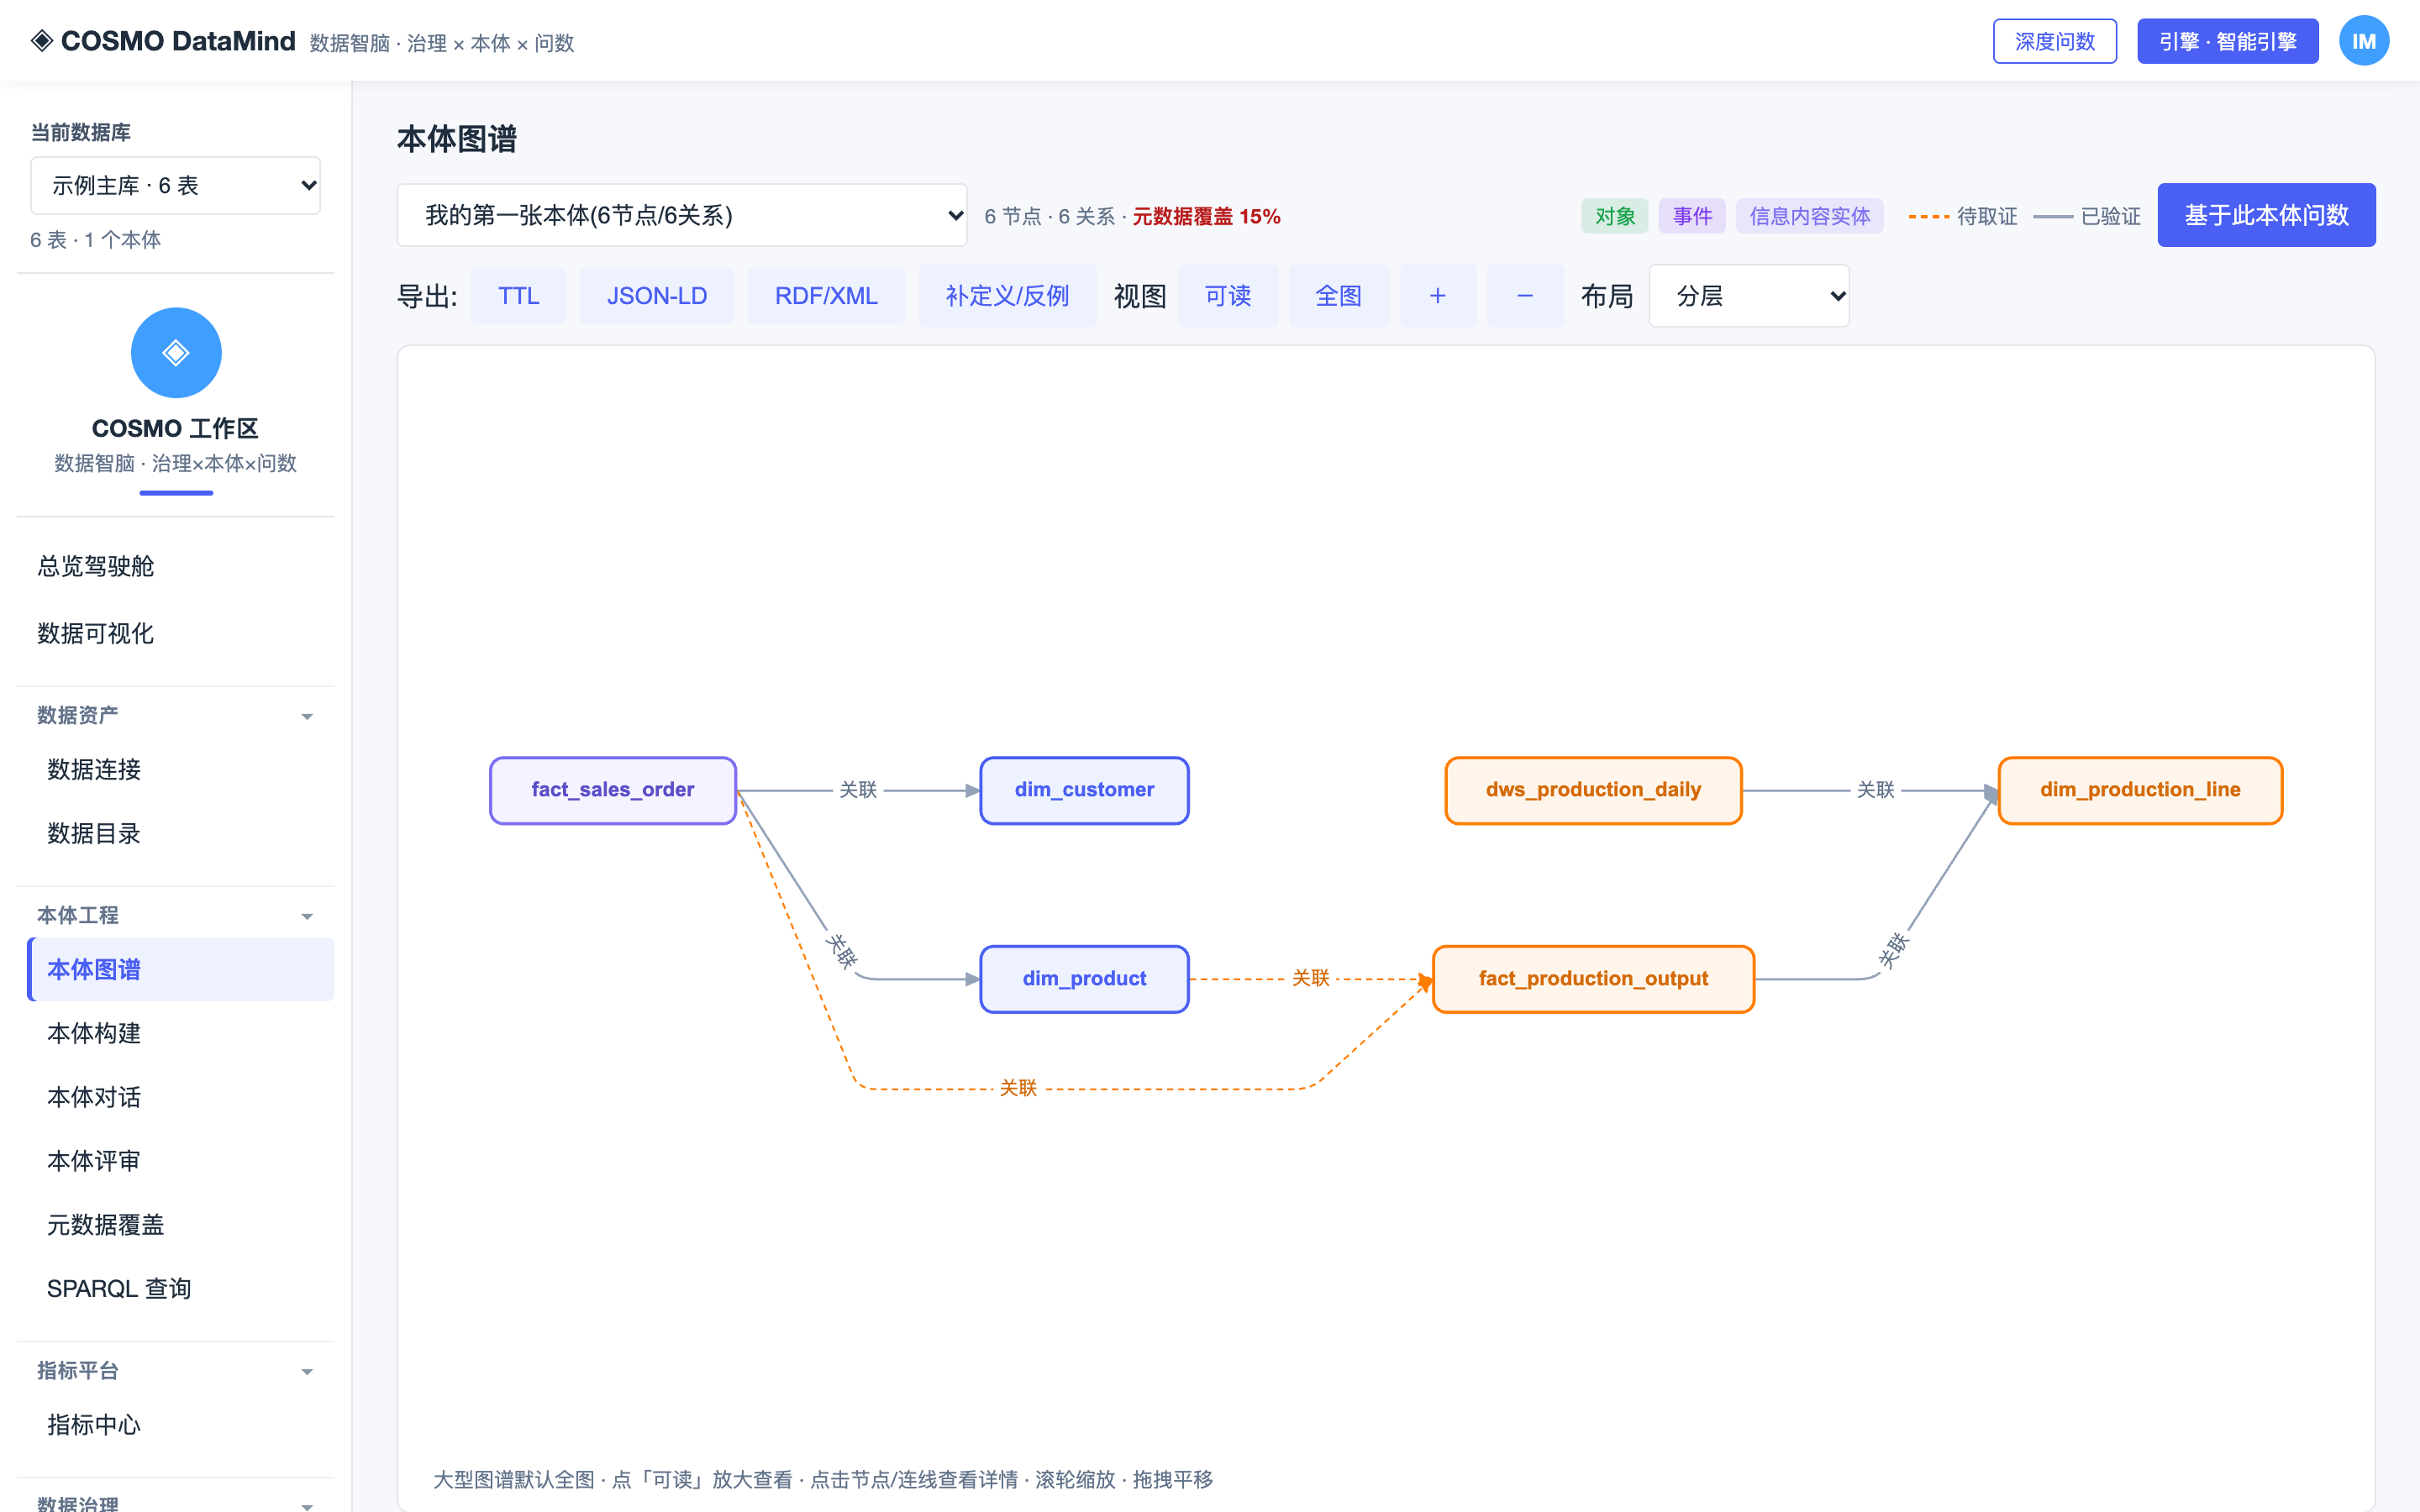 ◈ COSMO DataMind 数据智脑 · 治理 × 本体 × 问数
深度问数
引擎 · 智能引擎
IM
当前数据库
示例主库 · 6 表
6 表 · 1 个本体
◈
COSMO 工作区
数据智脑 · 治理×本体×问数
总览驾驶舱
数据可视化
数据资产
数据连接
数据目录
本体工程
本体图谱
本体构建
本体对话
本体评审
元数据覆盖
SPARQL 查询
指标平台
指标中心
数据治理
本体图谱
我的第一张本体(6节点/6关系)
6 节点 · 6 关系 · 元数据覆盖 15%
对象
事件
信息内容实体
待取证
已验证
基于此本体问数
导出: TTL JSON-LD RDF/XML 补定义/反例 视图 可读 全图 + − 布局 分层
fact_sales_order
关联
dim_customer
dws_production_daily
关联
dim_production_line
关联
关联
dim_product
关联
fact_production_output
关联
大型图谱默认全图 · 点「可读」放大查看 · 点击节点/连线查看详情 · 滚轮缩放 · 拖拽平移